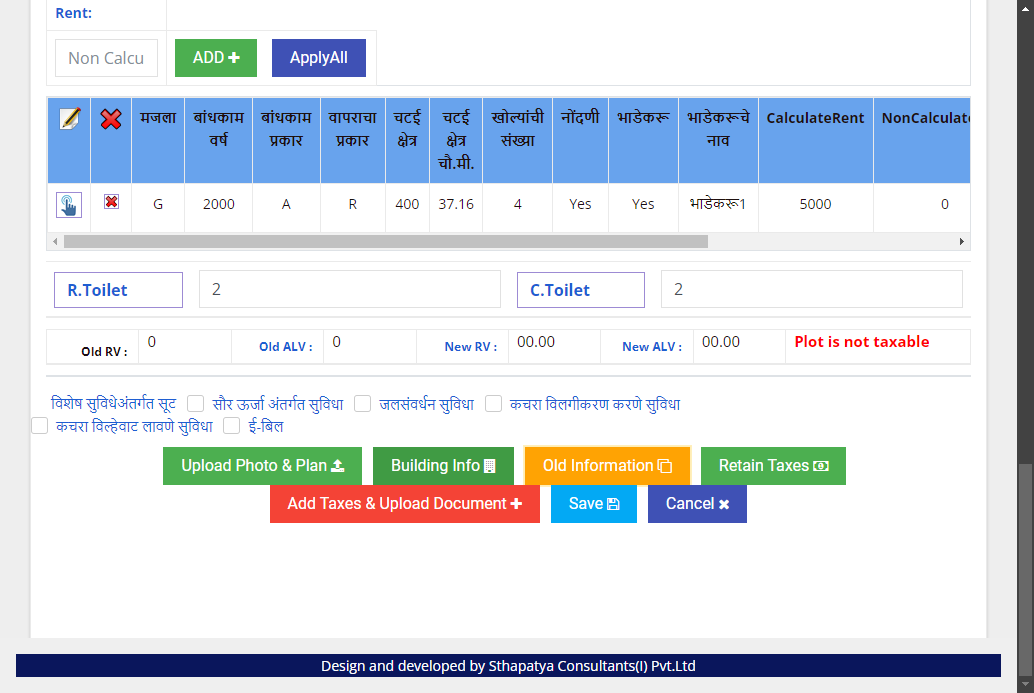 Rent:
Non Calcu ADD ApplyAll
मजला बांधकाम वर्ष बांधकाम प्रकार वापराचा प्रकार चटई क्षेत्र चटई क्षेत्र चौ.मी. खोल्यांची संख्या नोंदणी भाडेकरू भाडेकरूचे नाव CalculateRent NonCalculate
G 2000 A R 400 37.16 4 Yes Yes भाडेकरू1 5000 0
R.Toilet 2 C.Toilet 2
Old RV : 0 Old ALV : 0 New RV : 00.00 New ALV : 00.00 Plot is not taxable
विशेष सुविधेअंतर्गत सूट सौर ऊर्जा अंतर्गत सुविधा जलसंवर्धन सुविधा कचरा विलगीकरण करणे सुविधा
कचरा विल्हेवाट लावणे सुविधा ई-बिल
Upload Photo & Plan Building Info Old Information Retain Taxes
Add Taxes & Upload Document Save Cancel
Design and developed by Sthapatya Consultants(I) Pvt.Ltd